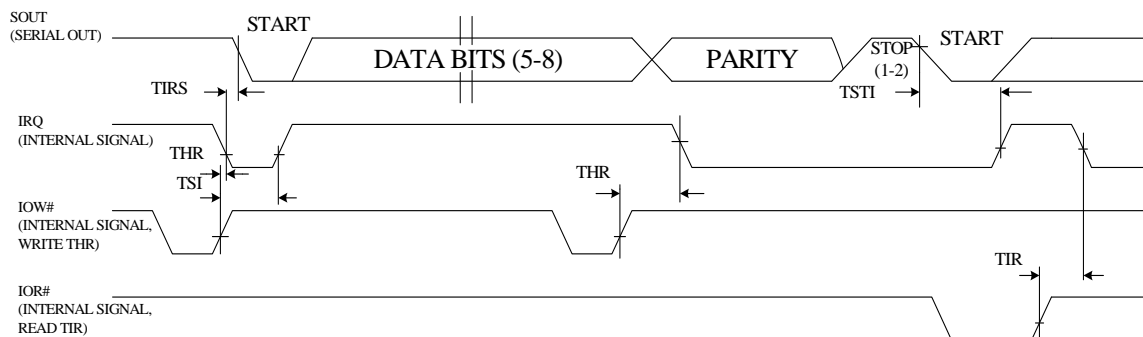 SOUT
(SERIAL OUT)
START
DATA BITS (5-8)
PARITY
STOP
(1-2)
START
TIRS
TSTI
IRQ
(INTERNAL SIGNAL)
THR
TSI
THR
IOW#
(INTERNAL SIGNAL,
WRITE THR)
TIR
IOR#
(INTERNAL SIGNAL,
READ TIR)